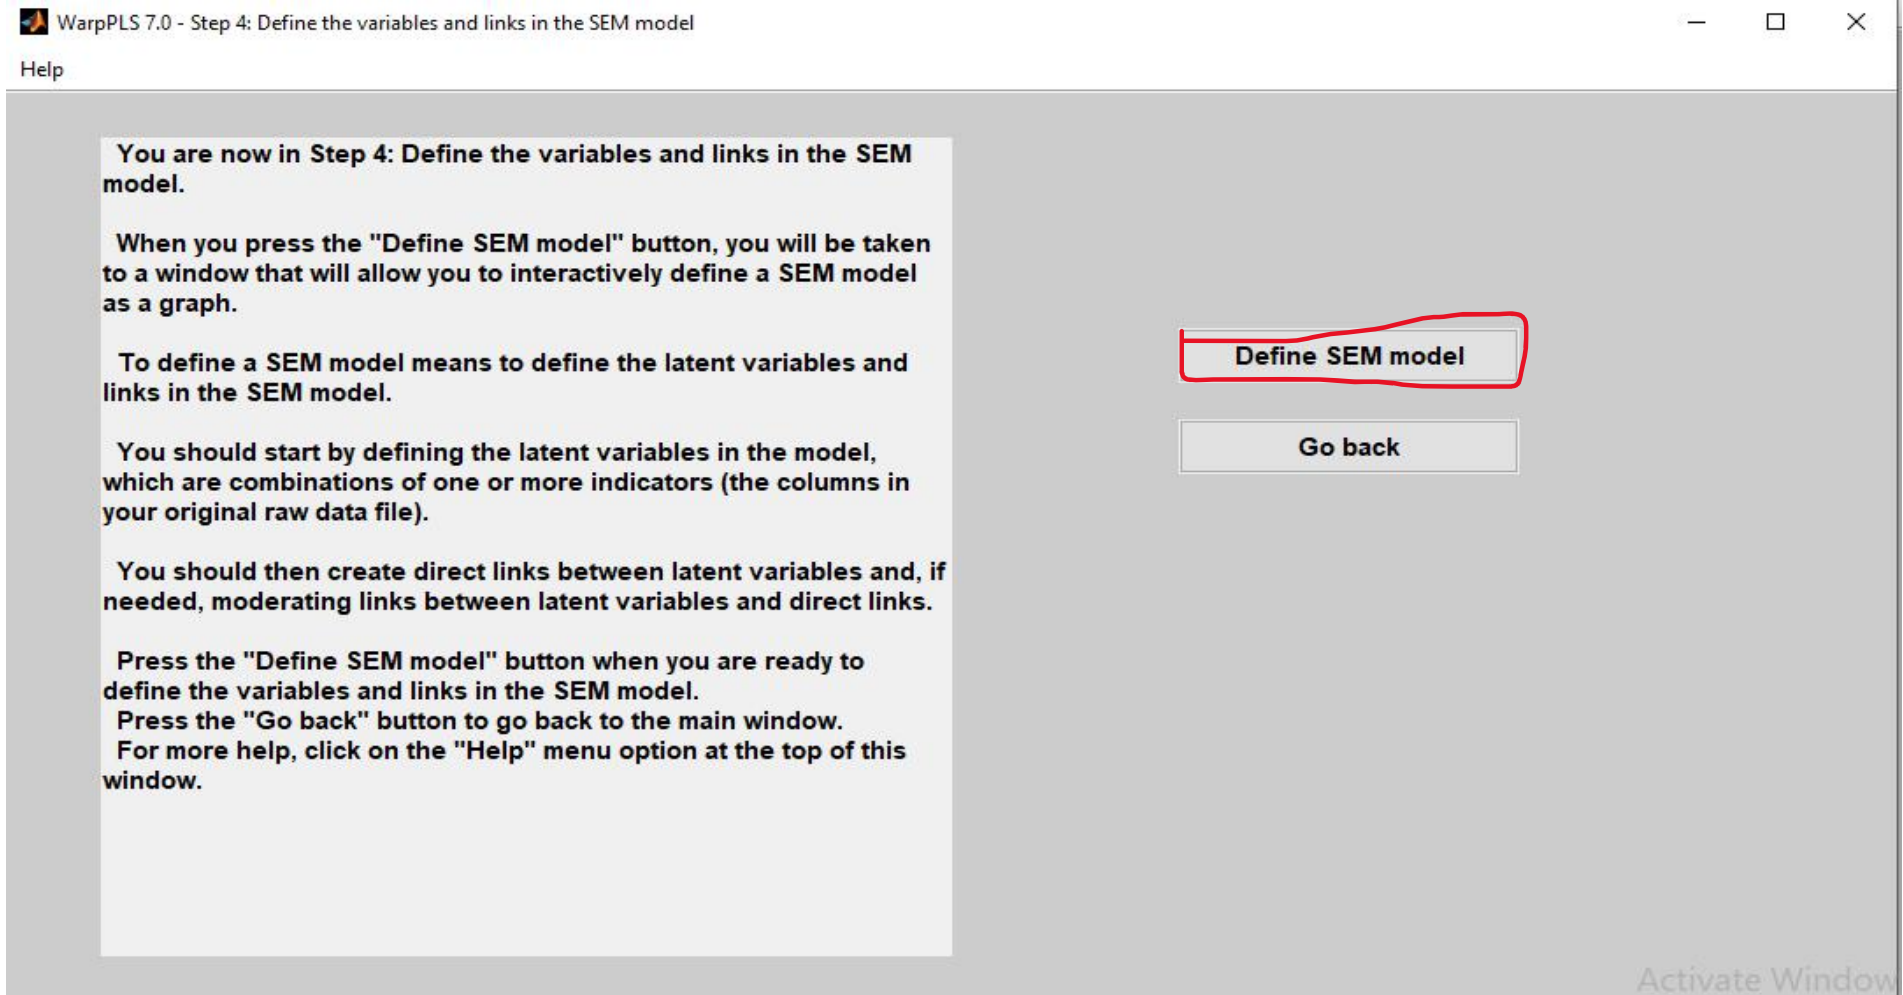 WarpPLS 7.0 - Step 4: Define the variables and links in the SEM model
Help
You are now in Step 4: Define the variables and links in the SEM
model.
When you press the "Define SEM model" button, you will be taken
to a window that will allow you to interactively define a SEM model
as a graph.
To define a SEM model means to define the latent variables and
links in the SEM model.
You should start by defining the latent variables in the model,
which are combinations of one or more indicators (the columns in
your original raw data file).
You should then create direct links between latent variables and, if
needed, moderating links between latent variables and direct links.
Press the "Define SEM model" button when you are ready to
define the variables and links in the SEM model.
Press the "Go back" button to go back to the main window.
For more help, click on the "Help" menu option at the top of this
window.
Define SEM model
Go back
Activate Window